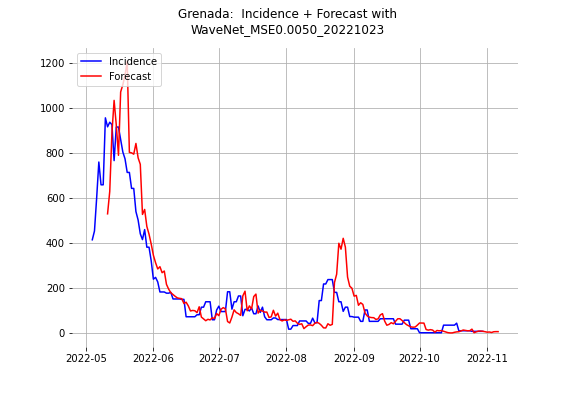 Grenada:  Incidence + Forecast with
WaveNet_MSE0.0050_20221023
Incidence
Forecast
1200
1000
800
600
400
200
0
2022-05 2022-06 2022-07 2022-08 2022-09 2022-10 2022-11